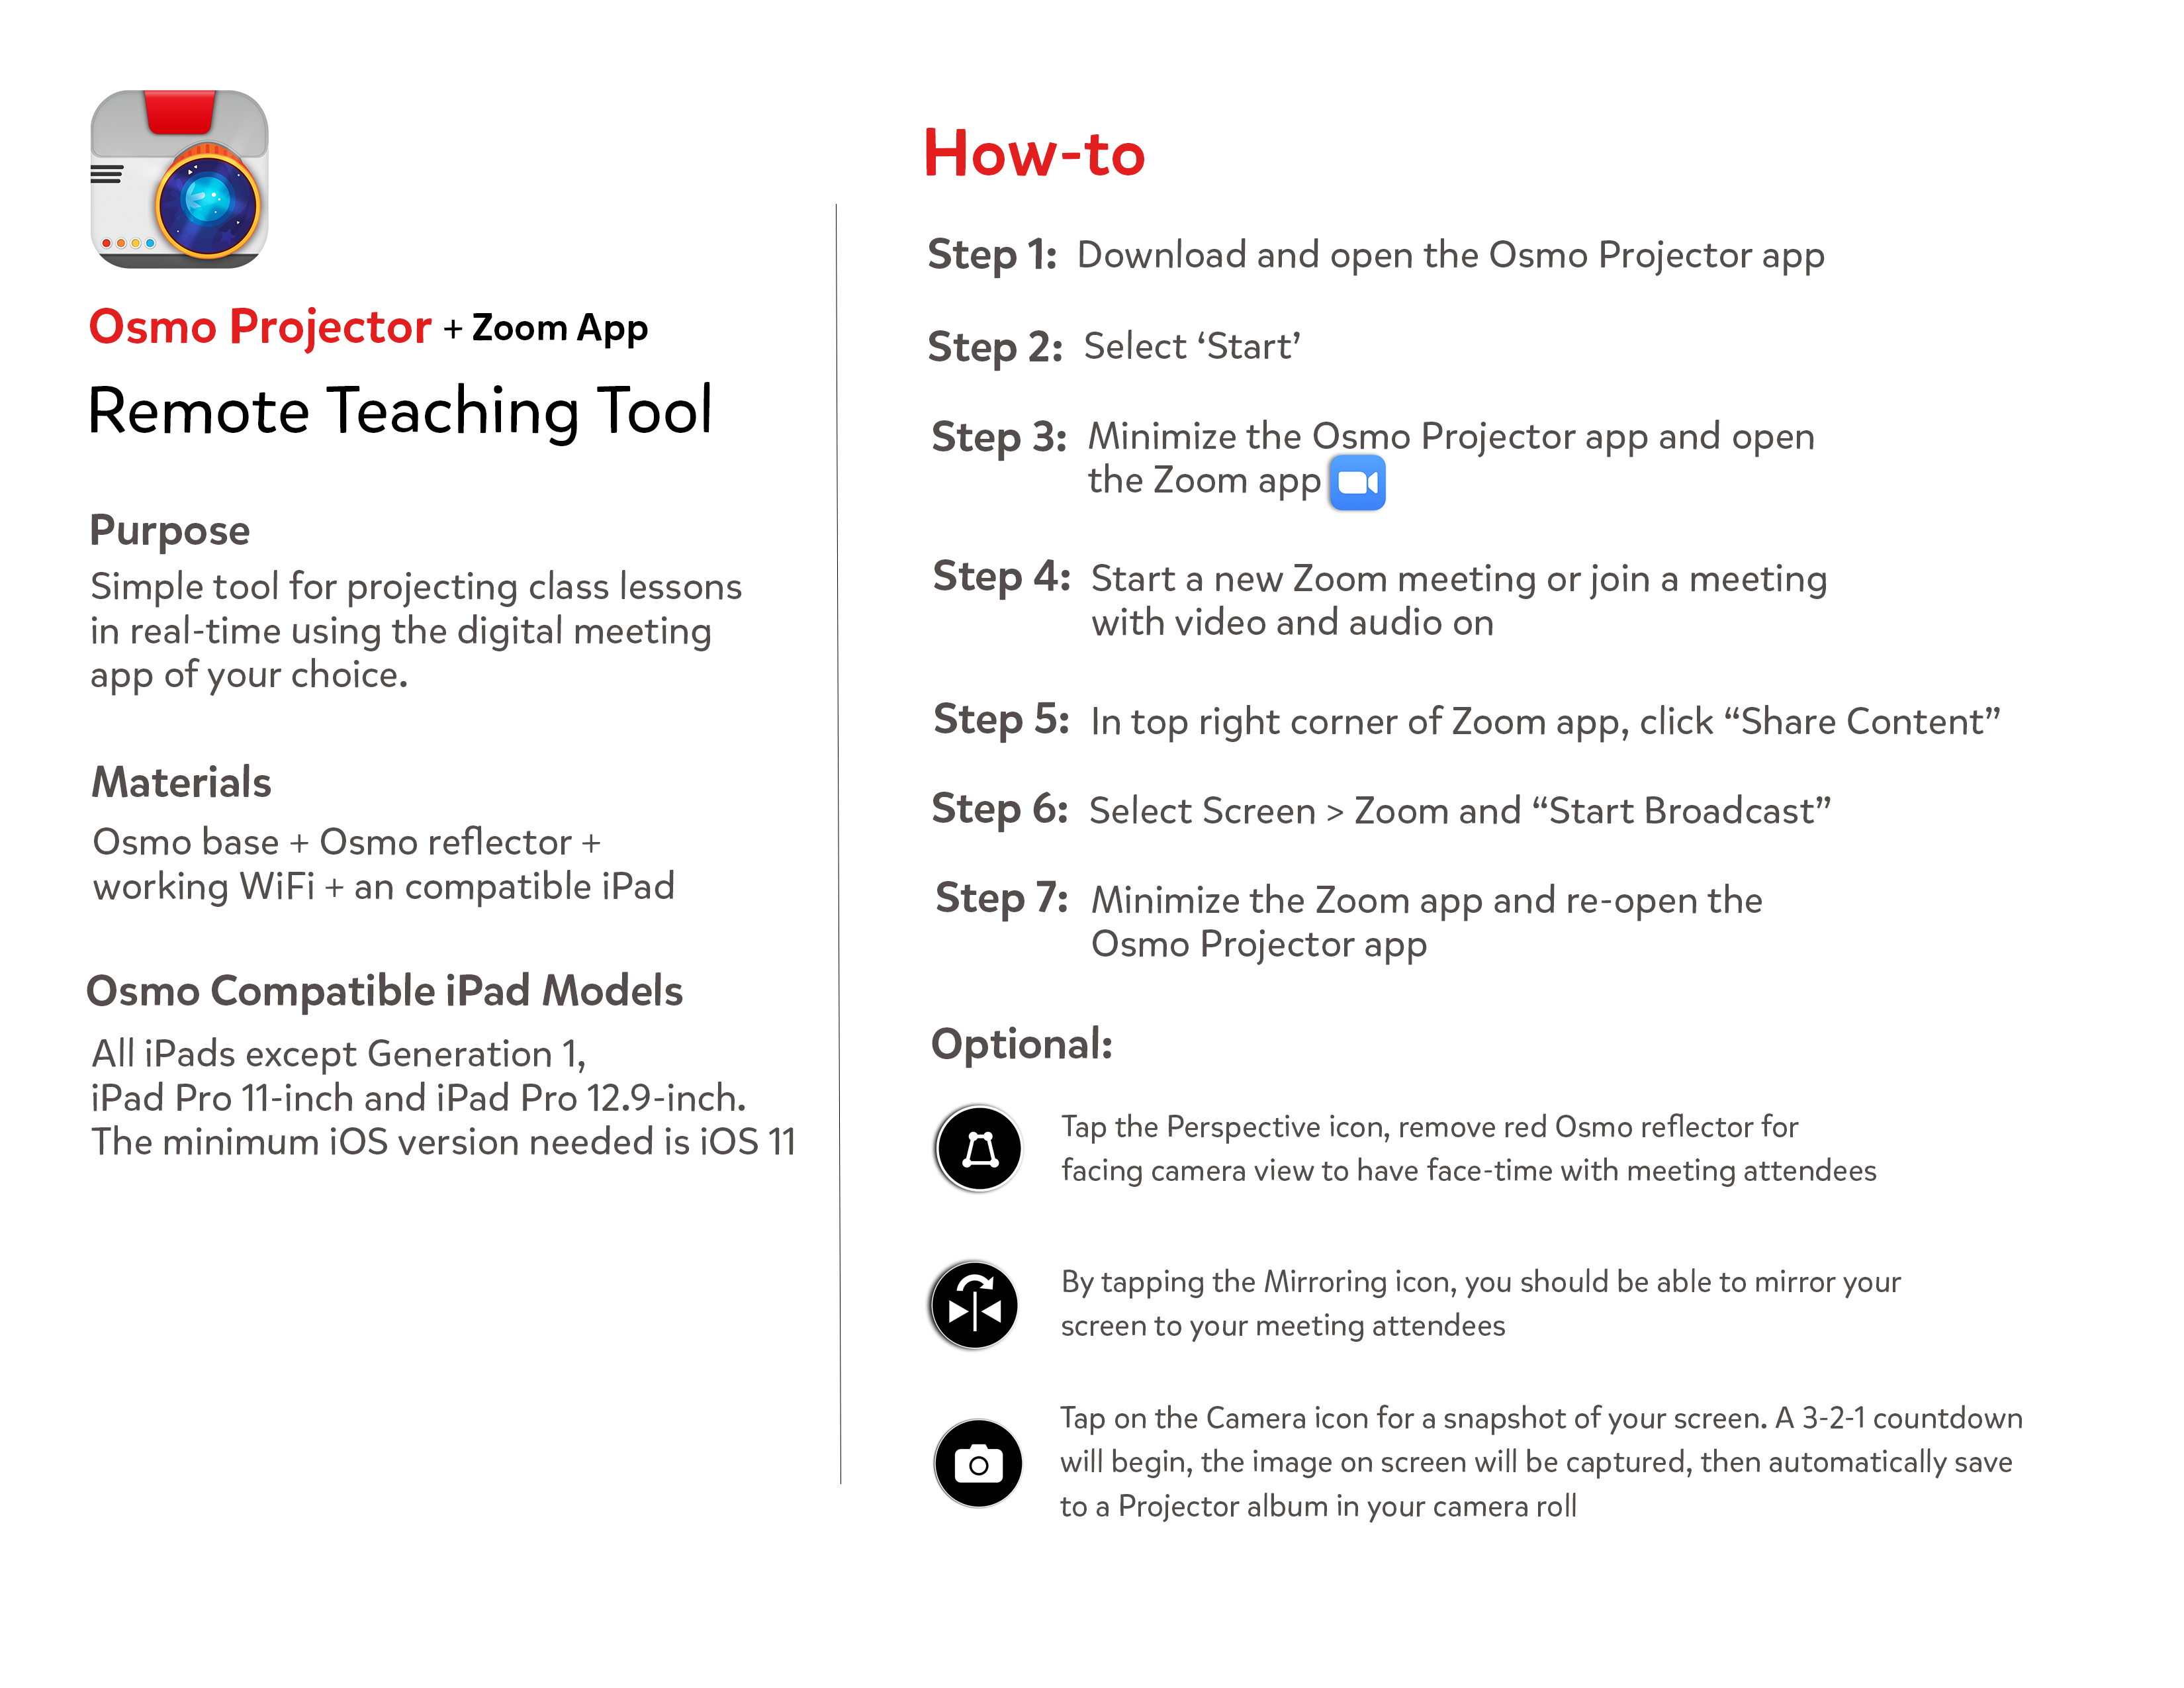 Osmo Projector + Zoom App
Remote Teaching Tool
Purpose
Simple tool for projecting class lessons
in real-time using the digital meeting
app of your choice.
Materials
Osmo base + Osmo reflector +
working WiFi + an compatible iPad
Osmo Compatible iPad Models
All iPads except Generation 1,
iPad Pro 11-inch and iPad Pro 12.9-inch.
The minimum iOS version needed is iOS 11
How-to
Step 1: Download and open the Osmo Projector app
Step 2: Select ‘Start’
Step 3: Minimize the Osmo Projector app and open
the Zoom app
Step 4: Start a new Zoom meeting or join a meeting
with video and audio on
Step 5: In top right corner of Zoom app, click “Share Content”
Step 6: Select Screen > Zoom and “Start Broadcast”
Step 7: Minimize the Zoom app and re-open the
Osmo Projector app
Optional:
Tap the Perspective icon, remove red Osmo reflector for
facing camera view to have face-time with meeting attendees
By tapping the Mirroring icon, you should be able to mirror your
screen to your meeting attendees
Tap on the Camera icon for a snapshot of your screen. A 3-2-1 countdown
will begin, the image on screen will be captured, then automatically save
to a Projector album in your camera roll